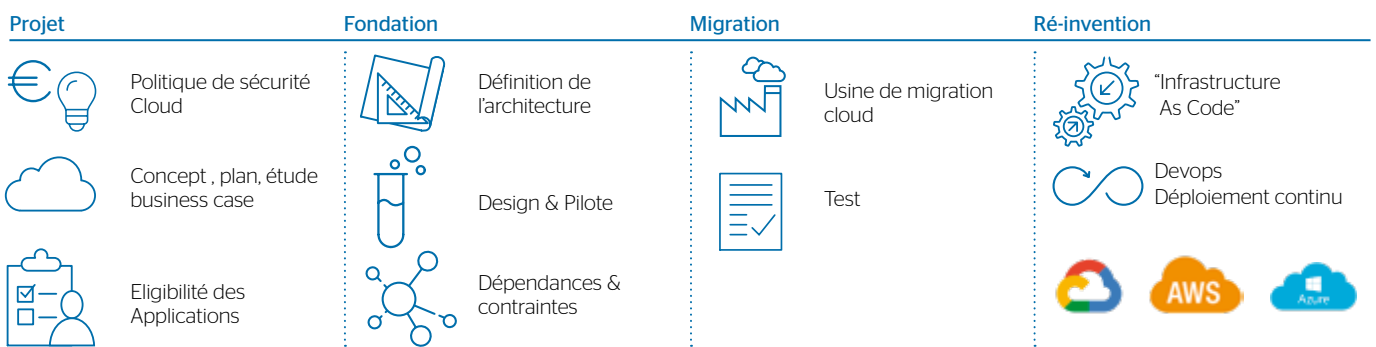 Projet
Politique de sécurité
Cloud
Concept , plan, étude
business case
Eligibilité des
Applications
Fondation
Définition de
l'architecture
Design & Pilote
Dépendances &
contraintes
Migration
Usine de migration
cloud
Test
Ré-invention
“Infrastructure
As Code”
Devops
Déploiement continu
AWS
Azure